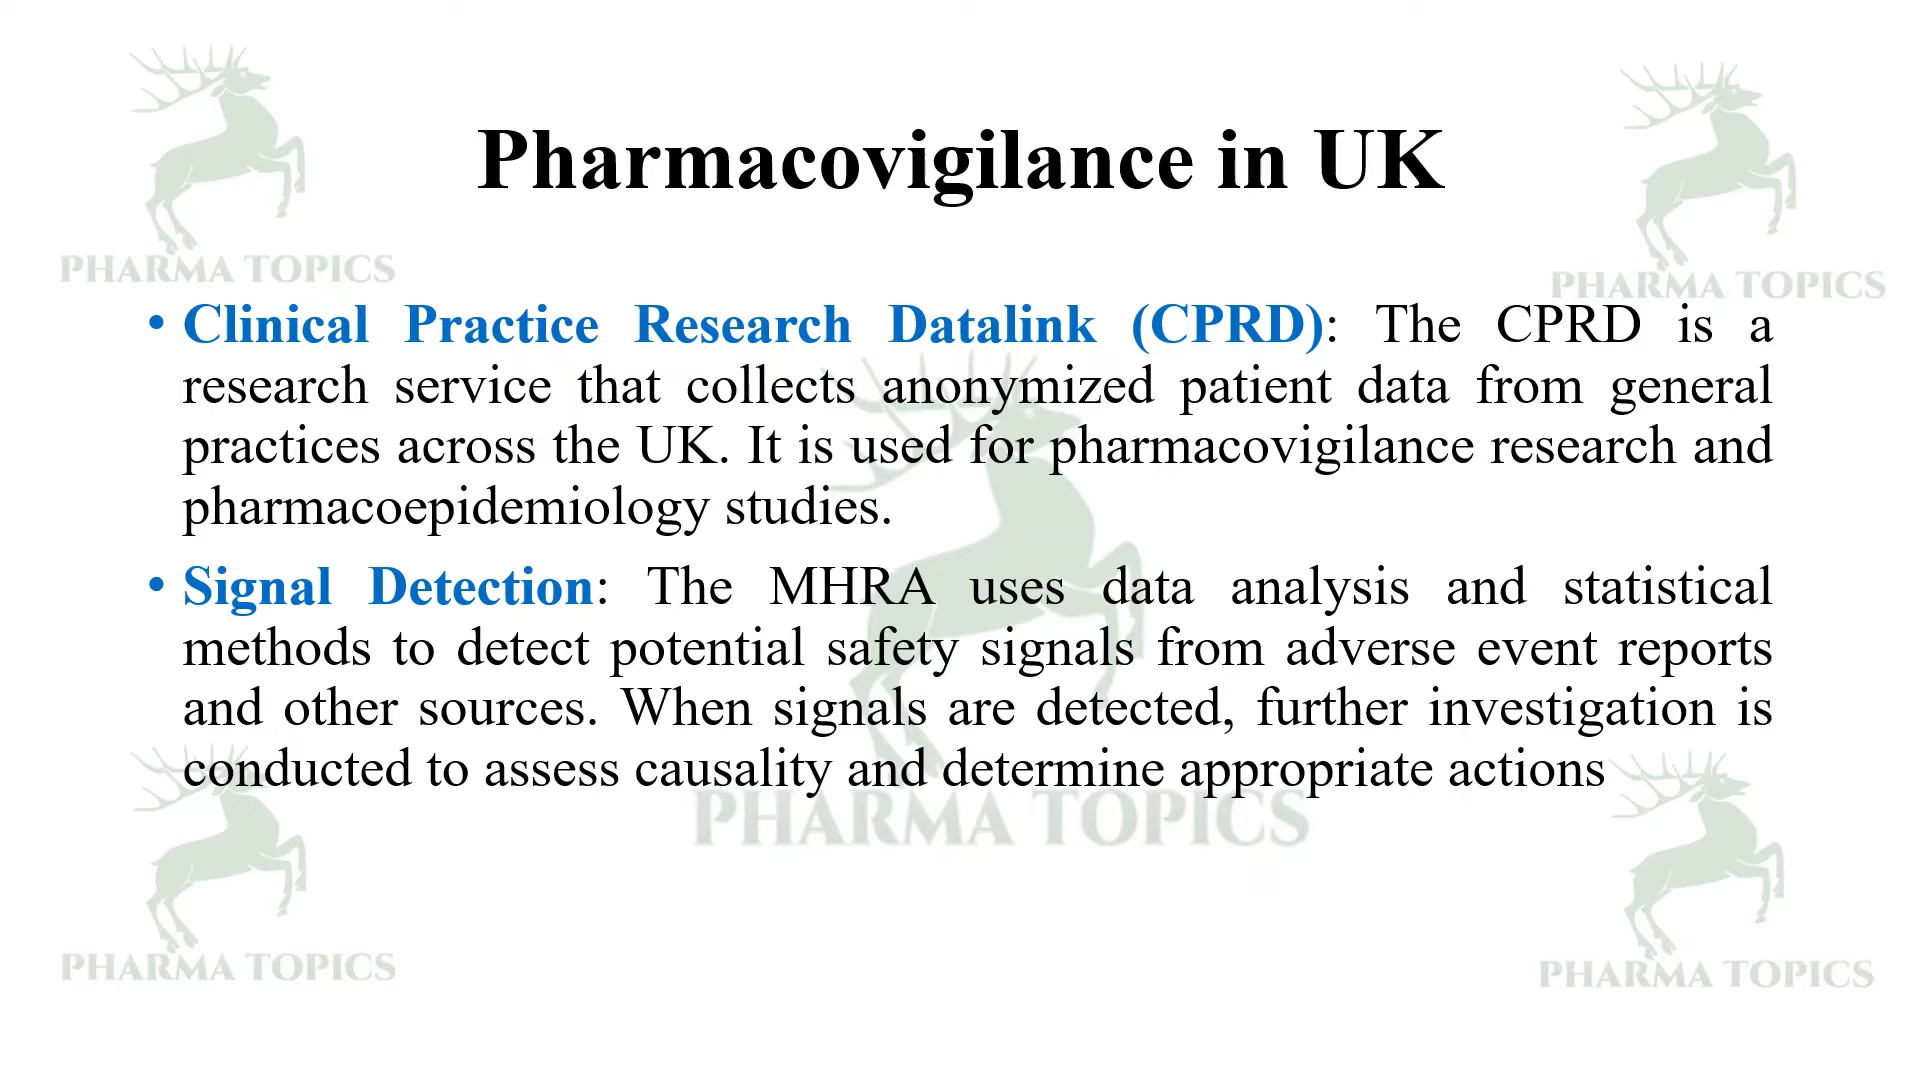 PHARMA TOPICS
PHARMA TOPICS
Pharmacovigilance in UK
• Clinical Practice Research Datalink (CPRD): The CPRD is a
research service that collects anonymized patient data from general
practices across the UK. It is used for pharmacovigilance research and
pharmacoepidemiology studies.
• Signal Detection: The MHRA uses data analysis and statistical
methods to detect potential safety signals from adverse event reports
and other sources. When signals are detected, further investigation is
conducted to assess causality and determine appropriate actions
PHARMA TOPICS
PHARMA TOPICS
PHARMA TOPICS